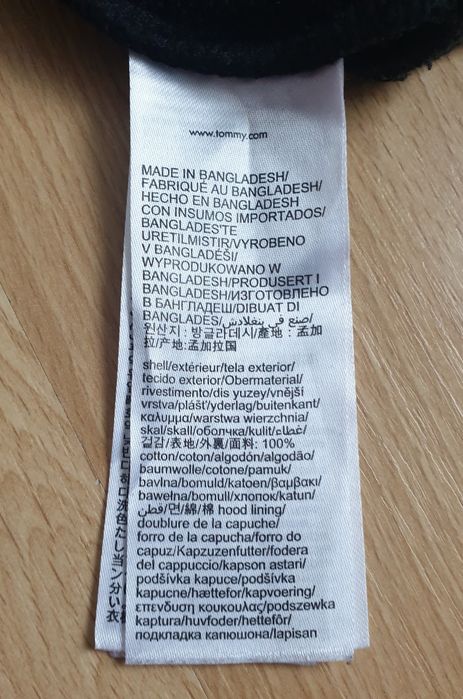 www.tommy.com
MADE IN BANGLADESH/
FABRIQUÉ AU BANGLADESH/
HECHO EN BANGLADESH
CON INSUMOS IMPORTADOS/
BANGLADEŞ'TE
URETILMISTIR/VYROBENO
V BANGLADÉŠI/
WYPRODUKOWANO W
BANGLADESH/PRODUSERT I
BANGLADESH/ИЗГОТОВЛЕНО
В БАНГЛАДЕШ/DIBUAT DI
BANGLADES/صنع في بنغلادش/
원산지 : 방글라데시/產地 : 孟加
拉/产地:孟加拉国
shell/extérieur/tela exterior/
tecido exterior/Obermaterial/
rivestimento/dis yuzey/vnější
vrstva/plášť/yderlag/buitenkant/
κάλυμμα/warstwa wierzchnia/
skal/skall/оболчка/kulit/غطاء/
겉감/表地/外裏/面料: 100%
cotton/coton/algodón/algodão/
baumwolle/cotone/pamuk/
bavlna/bomuld/katoen/βαμβακι/
bawełna/bomull/хлопок/katun/
قطن/면/綿/棉 hood lining/
doublure de la capuche/
forro de la capucha/forro do
capuz/Kapuzenfutter/fodera
del cappuccio/kapson astari/
podšívka kapuce/podšívka
kapucne/hættefor/kapvoering/
επενδυση κουκουλας/podszewka
kaptura/huvfoder/hettefôr/
подкладка капюшона/lapisan